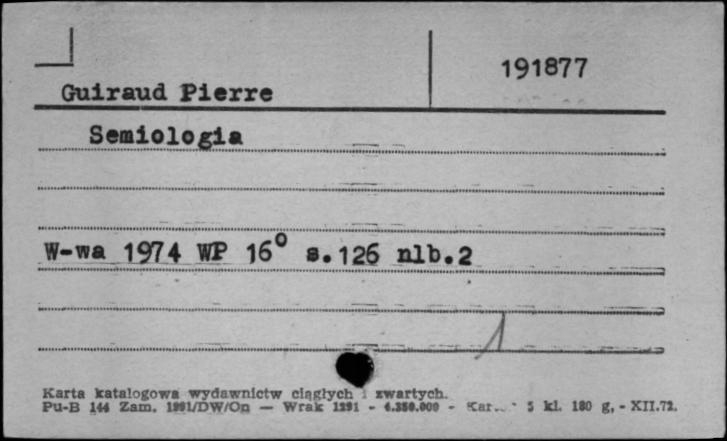 191877
Guiraud Pierre
Semiologia
W-wa 1974 WP 16° s.126 nlb.2
1
Karta katalogowa wydawnictw ciągłych i zwartych.
Pu-B 144 Zam. 1991/DW/On — Wrak 1291 - 4.350.000 - 5 kl. 180 g, - XII.72.